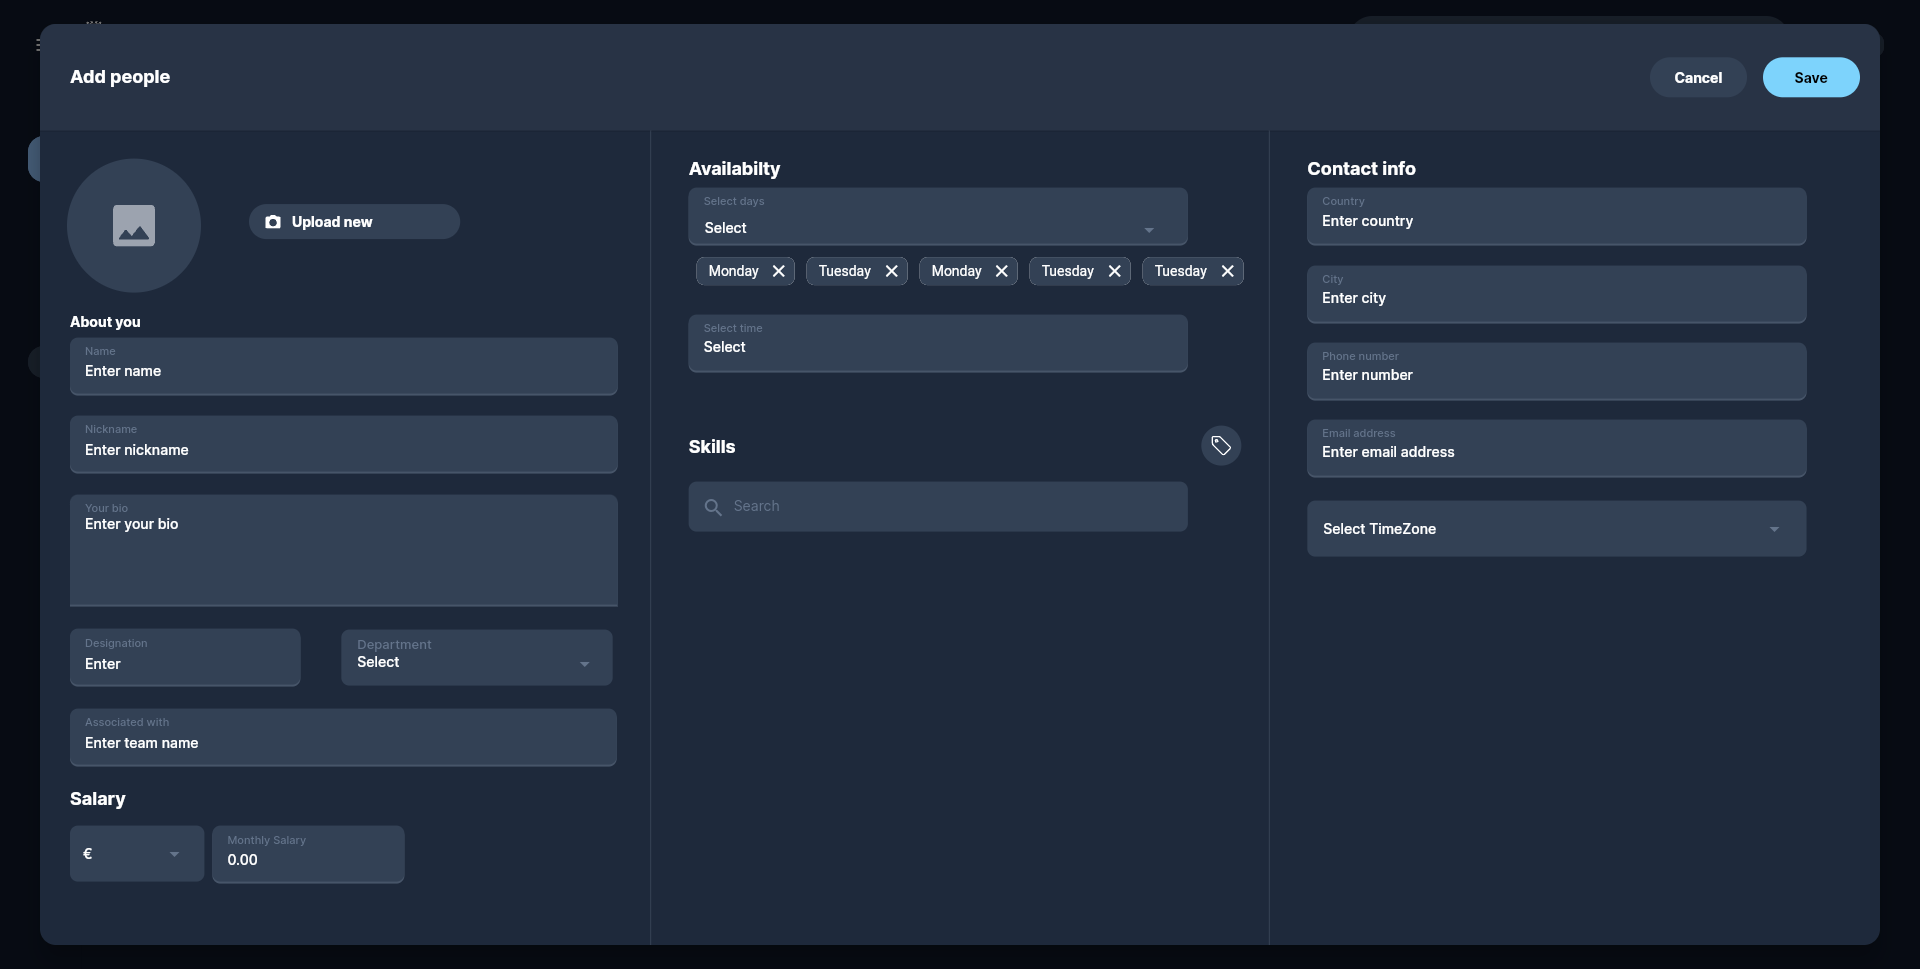 Add people
Cancel
Save
Upload new
About you
Name
Enter name
Nickname
Enter nickname
Your bio
Enter your bio
Designation
Enter
Department
Select
Associated with
Enter team name
Salary
€
Monthly Salary
0.00
Availabilty
Select days
Select
Monday Tuesday Monday Tuesday Tuesday
Select time
Select
Skills
Search
Contact info
Country
Enter country
City
Enter city
Phone number
Enter number
Email address
Enter email address
Select TimeZone